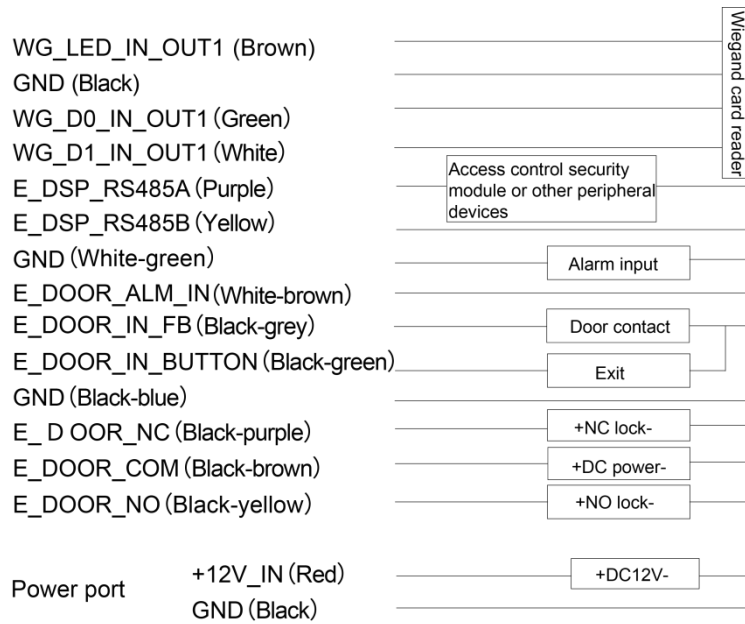 WG_LED_IN_OUT1 (Brown)
GND (Black)
WG_D0_IN_OUT1 (Green)
WG_D1_IN_OUT1 (White)
Wiegand card reader
E_DSP_RS485A (Purple)
Access control security
module or other peripheral
devices
E_DSP_RS485B (Yellow)
GND (White-green)
Alarm input
E_DOOR_ALM_IN (White-brown)
E_DOOR_IN_FB (Black-grey)
Door contact
E_DOOR_IN_BUTTON (Black-green)
Exit
GND (Black-blue)
E_ D OOR_NC (Black-purple)
+NC lock-
E_DOOR_COM (Black-brown)
+DC power-
E_DOOR_NO (Black-yellow)
+NO lock-
Power port
+12V_IN (Red)
+DC12V-
GND (Black)